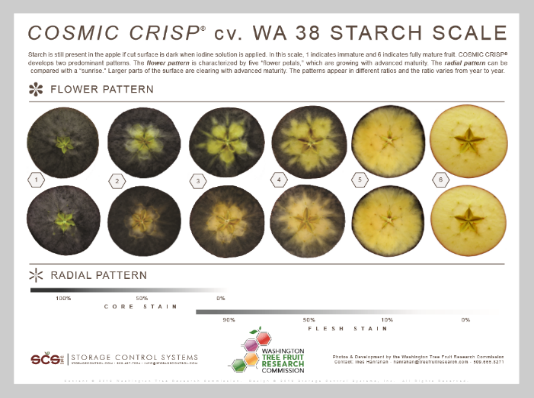 COSMIC CRISP® cv. WA 38 STARCH SCALE
Starch is still present in the apple if cut surface is dark when iodine solution is applied. In this scale, 1 indicates immature and 6 indicates fully mature fruit. COSMIC CRISP®
develops two predominant patterns. The flower pattern is characterized by five "flower petals," which are growing with advanced maturity. The radial pattern can be
compared with a "sunrise." Larger parts of the surface are clearing with advanced maturity. The patterns appear in different ratios and the ratio varies from year to year.
FLOWER PATTERN
1 2 3 4 5 6
RADIAL PATTERN
100% 50% 0%
CORE STAIN
90% 50% 10% 0%
FLESH STAIN
SCS STORAGE CONTROL SYSTEMS
WASHINGTON
TREE FRUIT
RESEARCH
COMMISSION
Photos & Development by the Washington Tree Fruit Research Commission
Contact: Ines Hanrahan